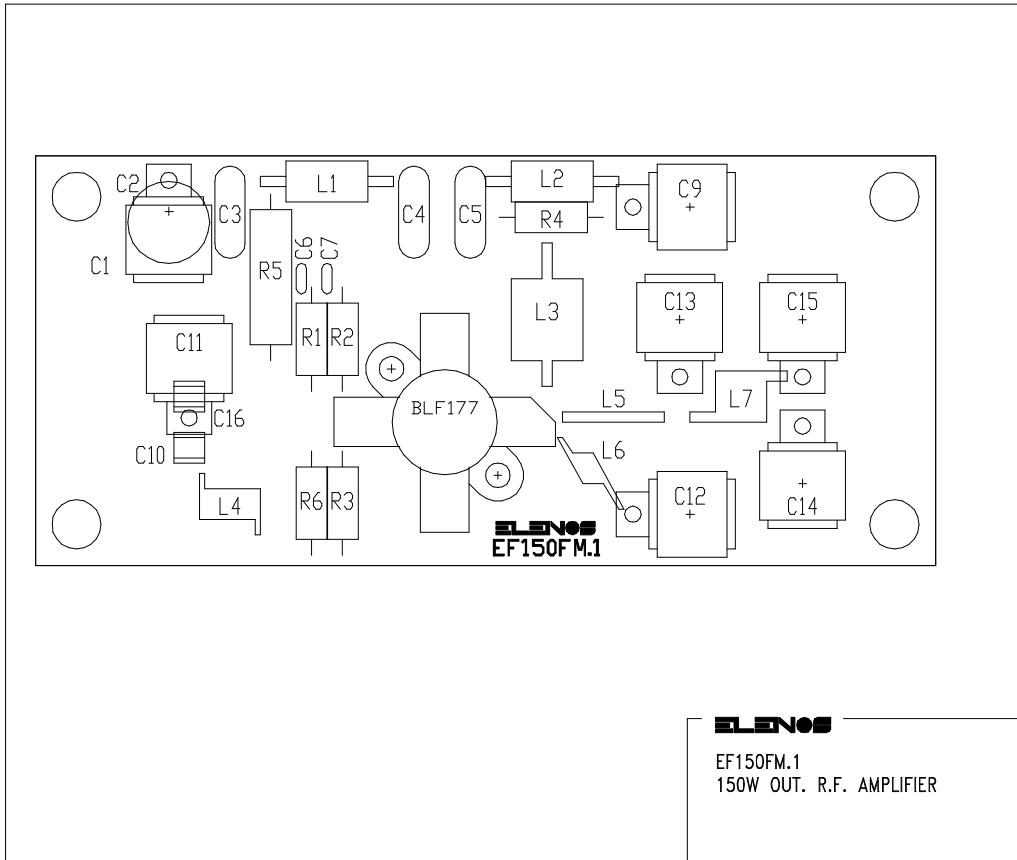 C2
C1
C3
L1
C4
C5
L2
R4
C9
R5
C6
C7
R1
R2
L3
C13
C15
C11
C16
C10
BLF177
L5
L7
L6
L4
R6
R3
C12
C14
ELENOS
EF150FM.1
ELENOS
EF150FM.1
150W OUT. R.F. AMPLIFIER